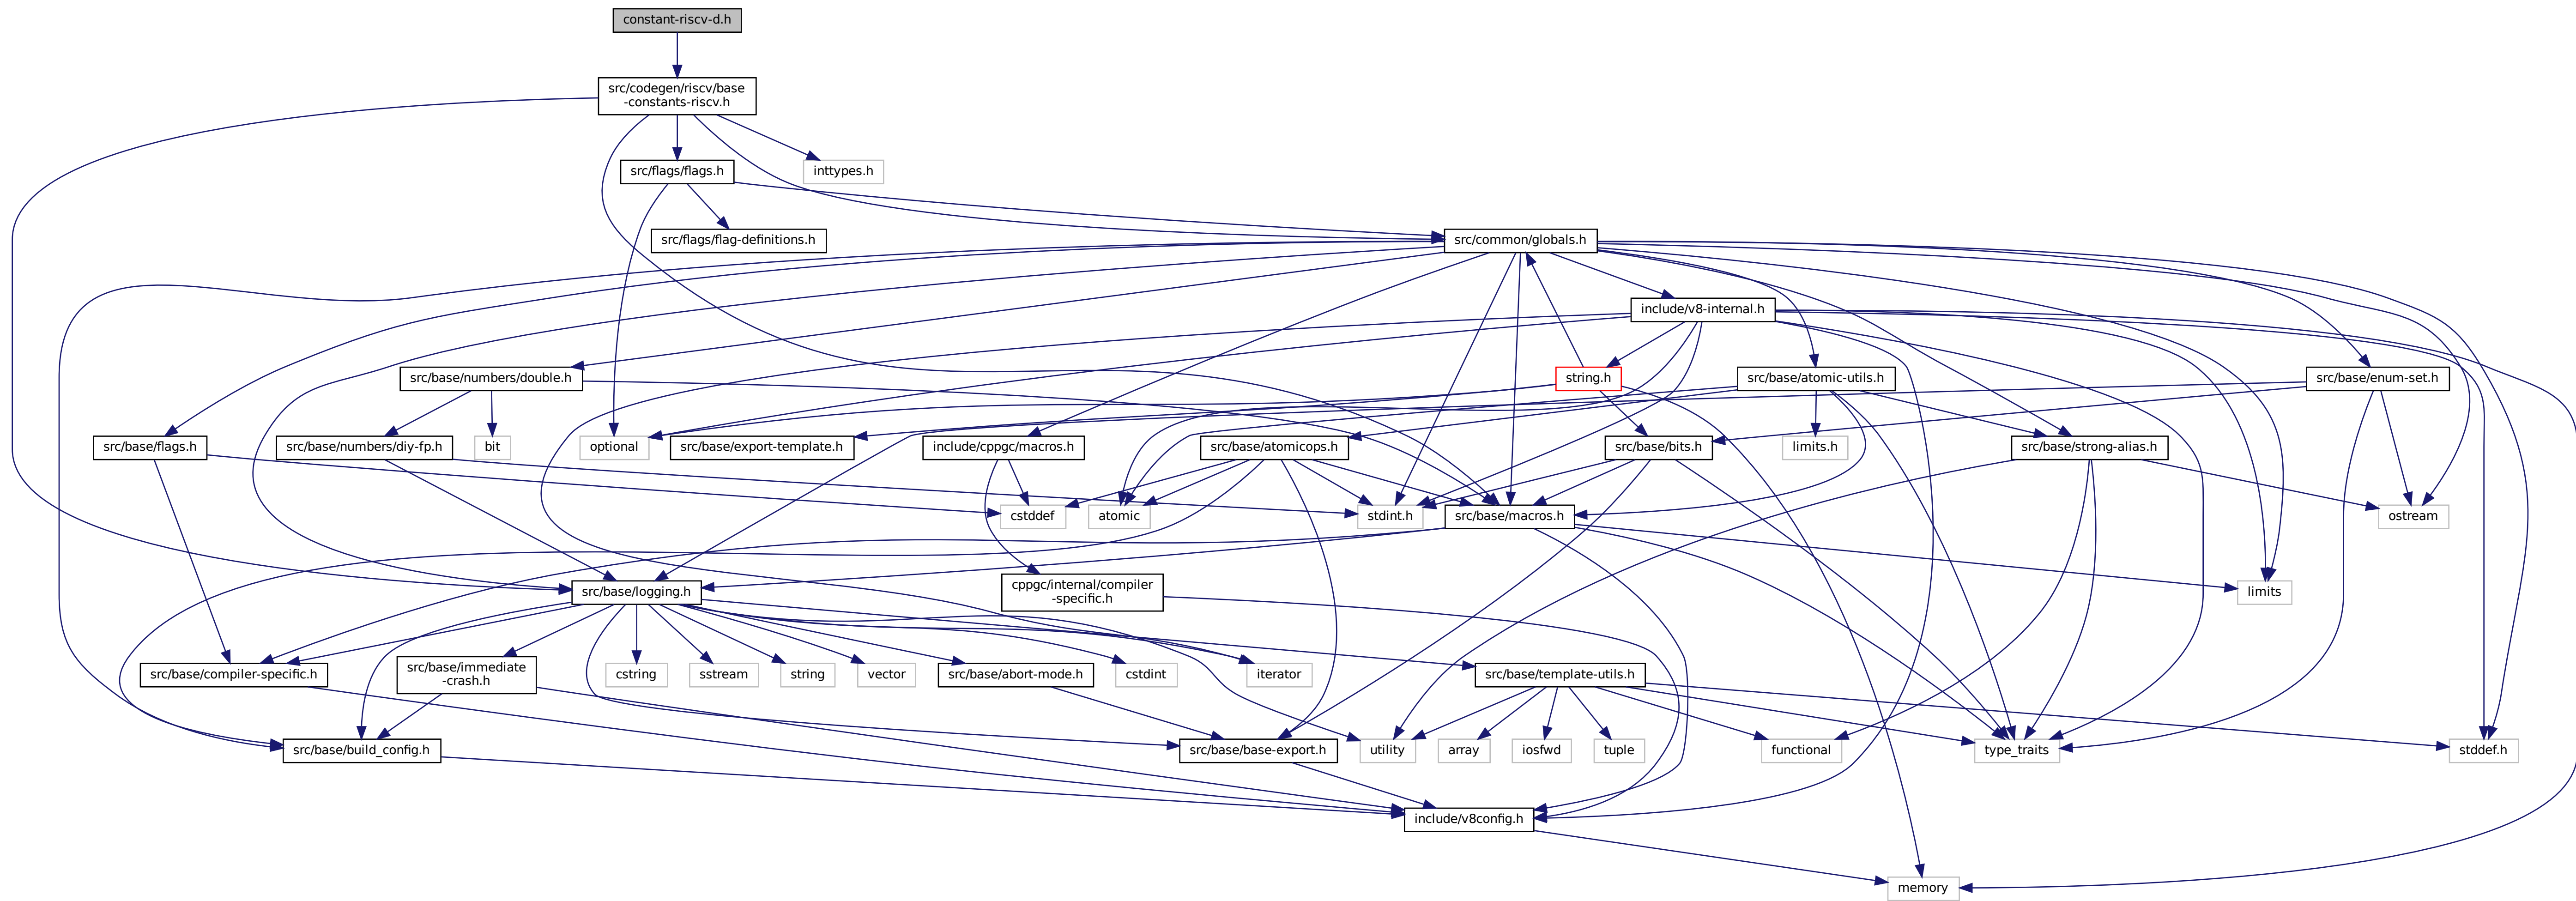 constant-riscv-d.h
src/codegen/riscv/base
-constants-riscv.h
src/flags/flags.h
inttypes.h
src/flags/flag-definitions.h
src/common/globals.h
include/v8-internal.h
src/base/numbers/double.h
string.h
src/base/atomic-utils.h
src/base/enum-set.h
src/base/flags.h
src/base/numbers/diy-fp.h
bit
optional
src/base/export-template.h
include/cppgc/macros.h
src/base/atomicops.h
src/base/bits.h
limits.h
src/base/strong-alias.h
cstddef
atomic
stdint.h
src/base/macros.h
ostream
src/base/logging.h
cppgc/internal/compiler
-specific.h
limits
src/base/compiler-specific.h
src/base/immediate
-crash.h
cstring
sstream
string
vector
src/base/abort-mode.h
cstdint
iterator
src/base/template-utils.h
src/base/build_config.h
src/base/base-export.h
utility
array
iosfwd
tuple
functional
type_traits
stddef.h
include/v8config.h
memory